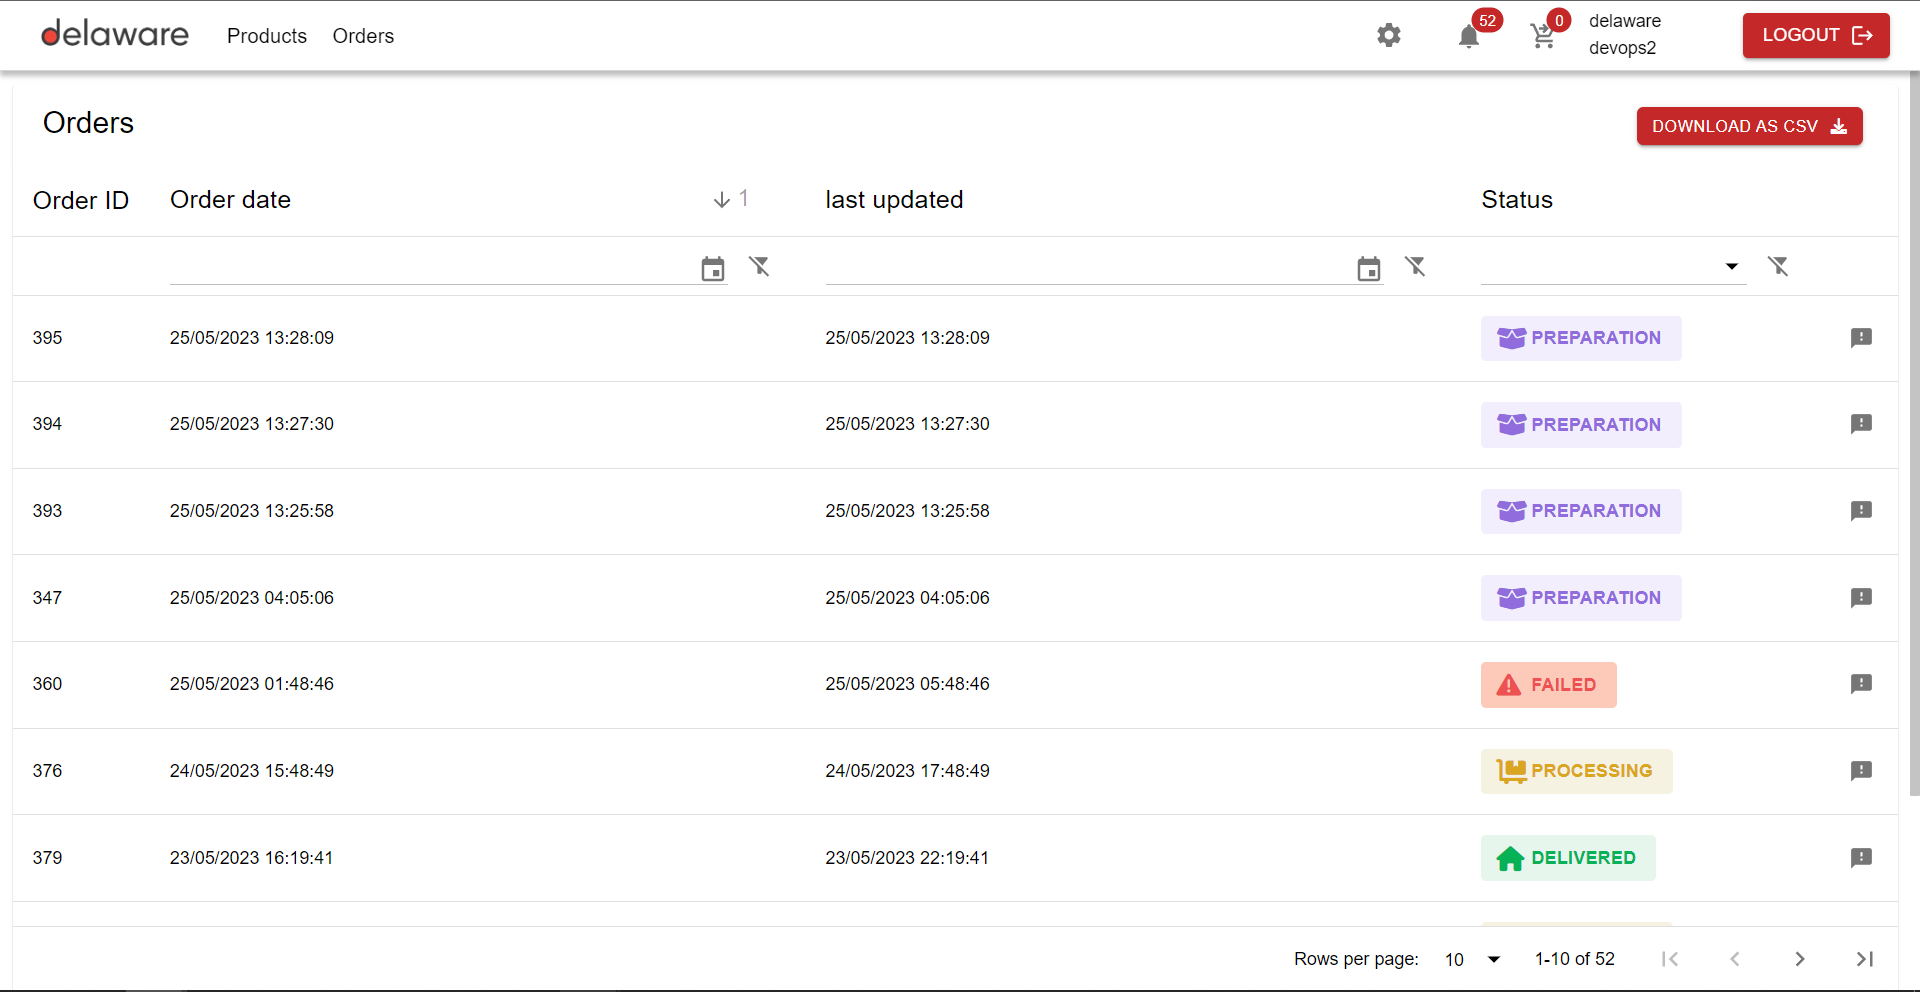 delaware Products Orders 52 0 delaware devops2 LOGOUT
Orders DOWNLOAD AS CSV
Order ID Order date 1 last updated Status
395 25/05/2023 13:28:09 25/05/2023 13:28:09 PREPARATION
394 25/05/2023 13:27:30 25/05/2023 13:27:30 PREPARATION
393 25/05/2023 13:25:58 25/05/2023 13:25:58 PREPARATION
347 25/05/2023 04:05:06 25/05/2023 04:05:06 PREPARATION
360 25/05/2023 01:48:46 25/05/2023 05:48:46 FAILED
376 24/05/2023 15:48:49 24/05/2023 17:48:49 PROCESSING
379 23/05/2023 16:19:41 23/05/2023 22:19:41 DELIVERED
Rows per page: 10 1-10 of 52